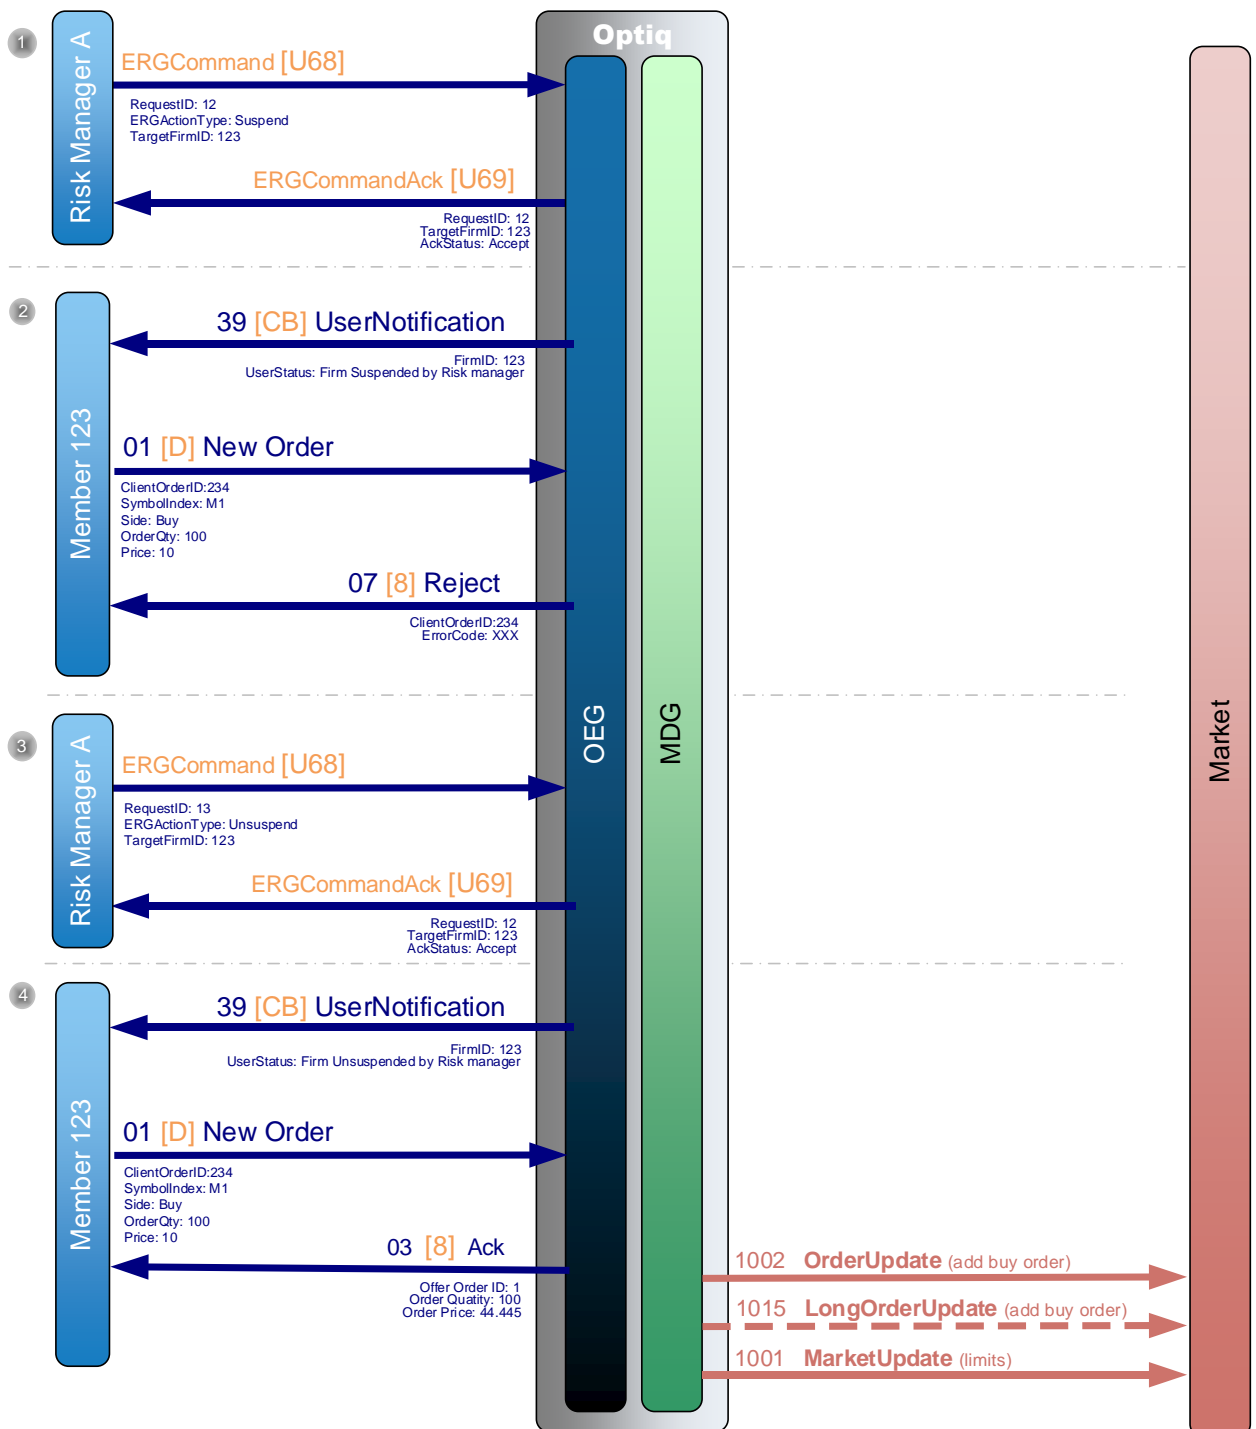 Optiq
1
Risk Manager A
ERGCommand [U68]
RequestID: 12
ERGActionType: Suspend
TargetFirmID: 123
ERGCommandAck [U69]
RequestID: 12
TargetFirmID: 123
AckStatus: Accept
2
Member 123
39 [CB] UserNotification
FirmID: 123
UserStatus: Firm Suspended by Risk manager
01 [D] New Order
ClientOrderID:234
SymbolIndex: M1
Side: Buy
OrderQty: 100
Price: 10
07 [8] Reject
ClientOrderID:234
ErrorCode: XXX
OEG
MDG
Market
3
Risk Manager A
ERGCommand [U68]
RequestID: 13
ERGActionType: Unsuspend
TargetFirmID: 123
ERGCommandAck [U69]
RequestID: 12
TargetFirmID: 123
AckStatus: Accept
4
Member 123
39 [CB] UserNotification
FirmID: 123
UserStatus: Firm Unsuspended by Risk manager
01 [D] New Order
ClientOrderID:234
SymbolIndex: M1
Side: Buy
OrderQty: 100
Price: 10
03 [8] Ack
Offer Order ID: 1
Order Quatity: 100
Order Price: 44.445
1002 OrderUpdate (add buy order)
1015 LongOrderUpdate (add buy order)
1001 MarketUpdate (limits)